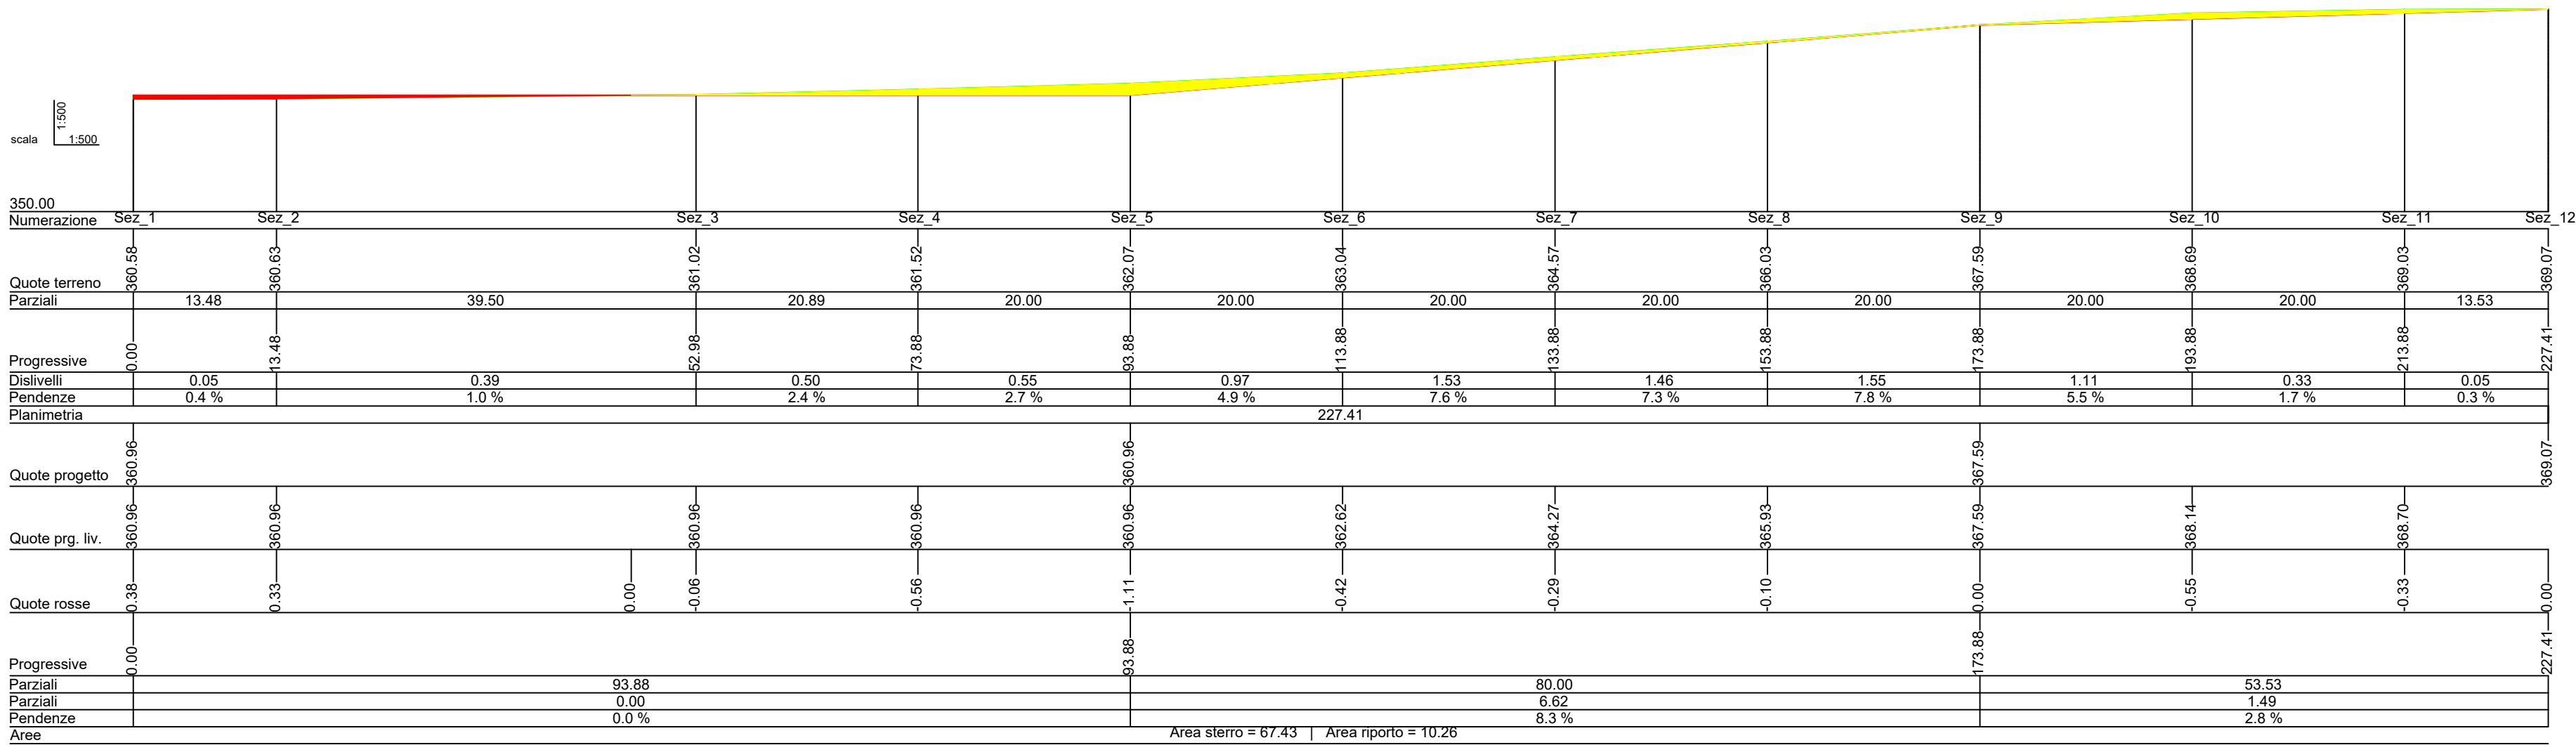 1:500
scala 1:500
350.00
Numerazione Sez_1 Sez_2 Sez_3 Sez_4 Sez_5 Sez_6 Sez_7 Sez_8 Sez_9 Sez_10 Sez_11 Sez_12
Quote terreno 360.58 360.63 361.02 361.52 362.07 363.04 364.57 366.03 367.59 368.69 369.03 369.07
Parziali 13.48 39.50 20.89 20.00 20.00 20.00 20.00 20.00 20.00 20.00 13.53
Progressive 0.00 13.48 52.98 73.88 93.88 113.88 133.88 153.88 173.88 193.88 213.88 227.41
Dislivelli 0.05 0.39 0.50 0.55 0.97 1.53 1.46 1.55 1.11 0.33 0.05
Pendenze 0.4 % 1.0 % 2.4 % 2.7 % 4.9 % 7.6 % 7.3 % 7.8 % 5.5 % 1.7 % 0.3 %
Planimetria 227.41
Quote progetto 360.96 360.96 367.59 369.07
Quote prg. liv. 360.96 360.96 360.96 360.96 360.96 362.62 364.27 365.93 367.59 368.14 368.70
Quote rosse 0.38 0.33 0.00 -0.06 -0.56 -1.11 -0.42 -0.29 -0.10 0.00 -0.55 -0.33 0.00
Progressive 0.00 93.88 173.88 227.41
Parziali 93.88 80.00 53.53
Parziali 0.00 6.62 1.49
Pendenze 0.0 % 8.3 % 2.8 %
Aree Area sterro = 67.43 | Area riporto = 10.26